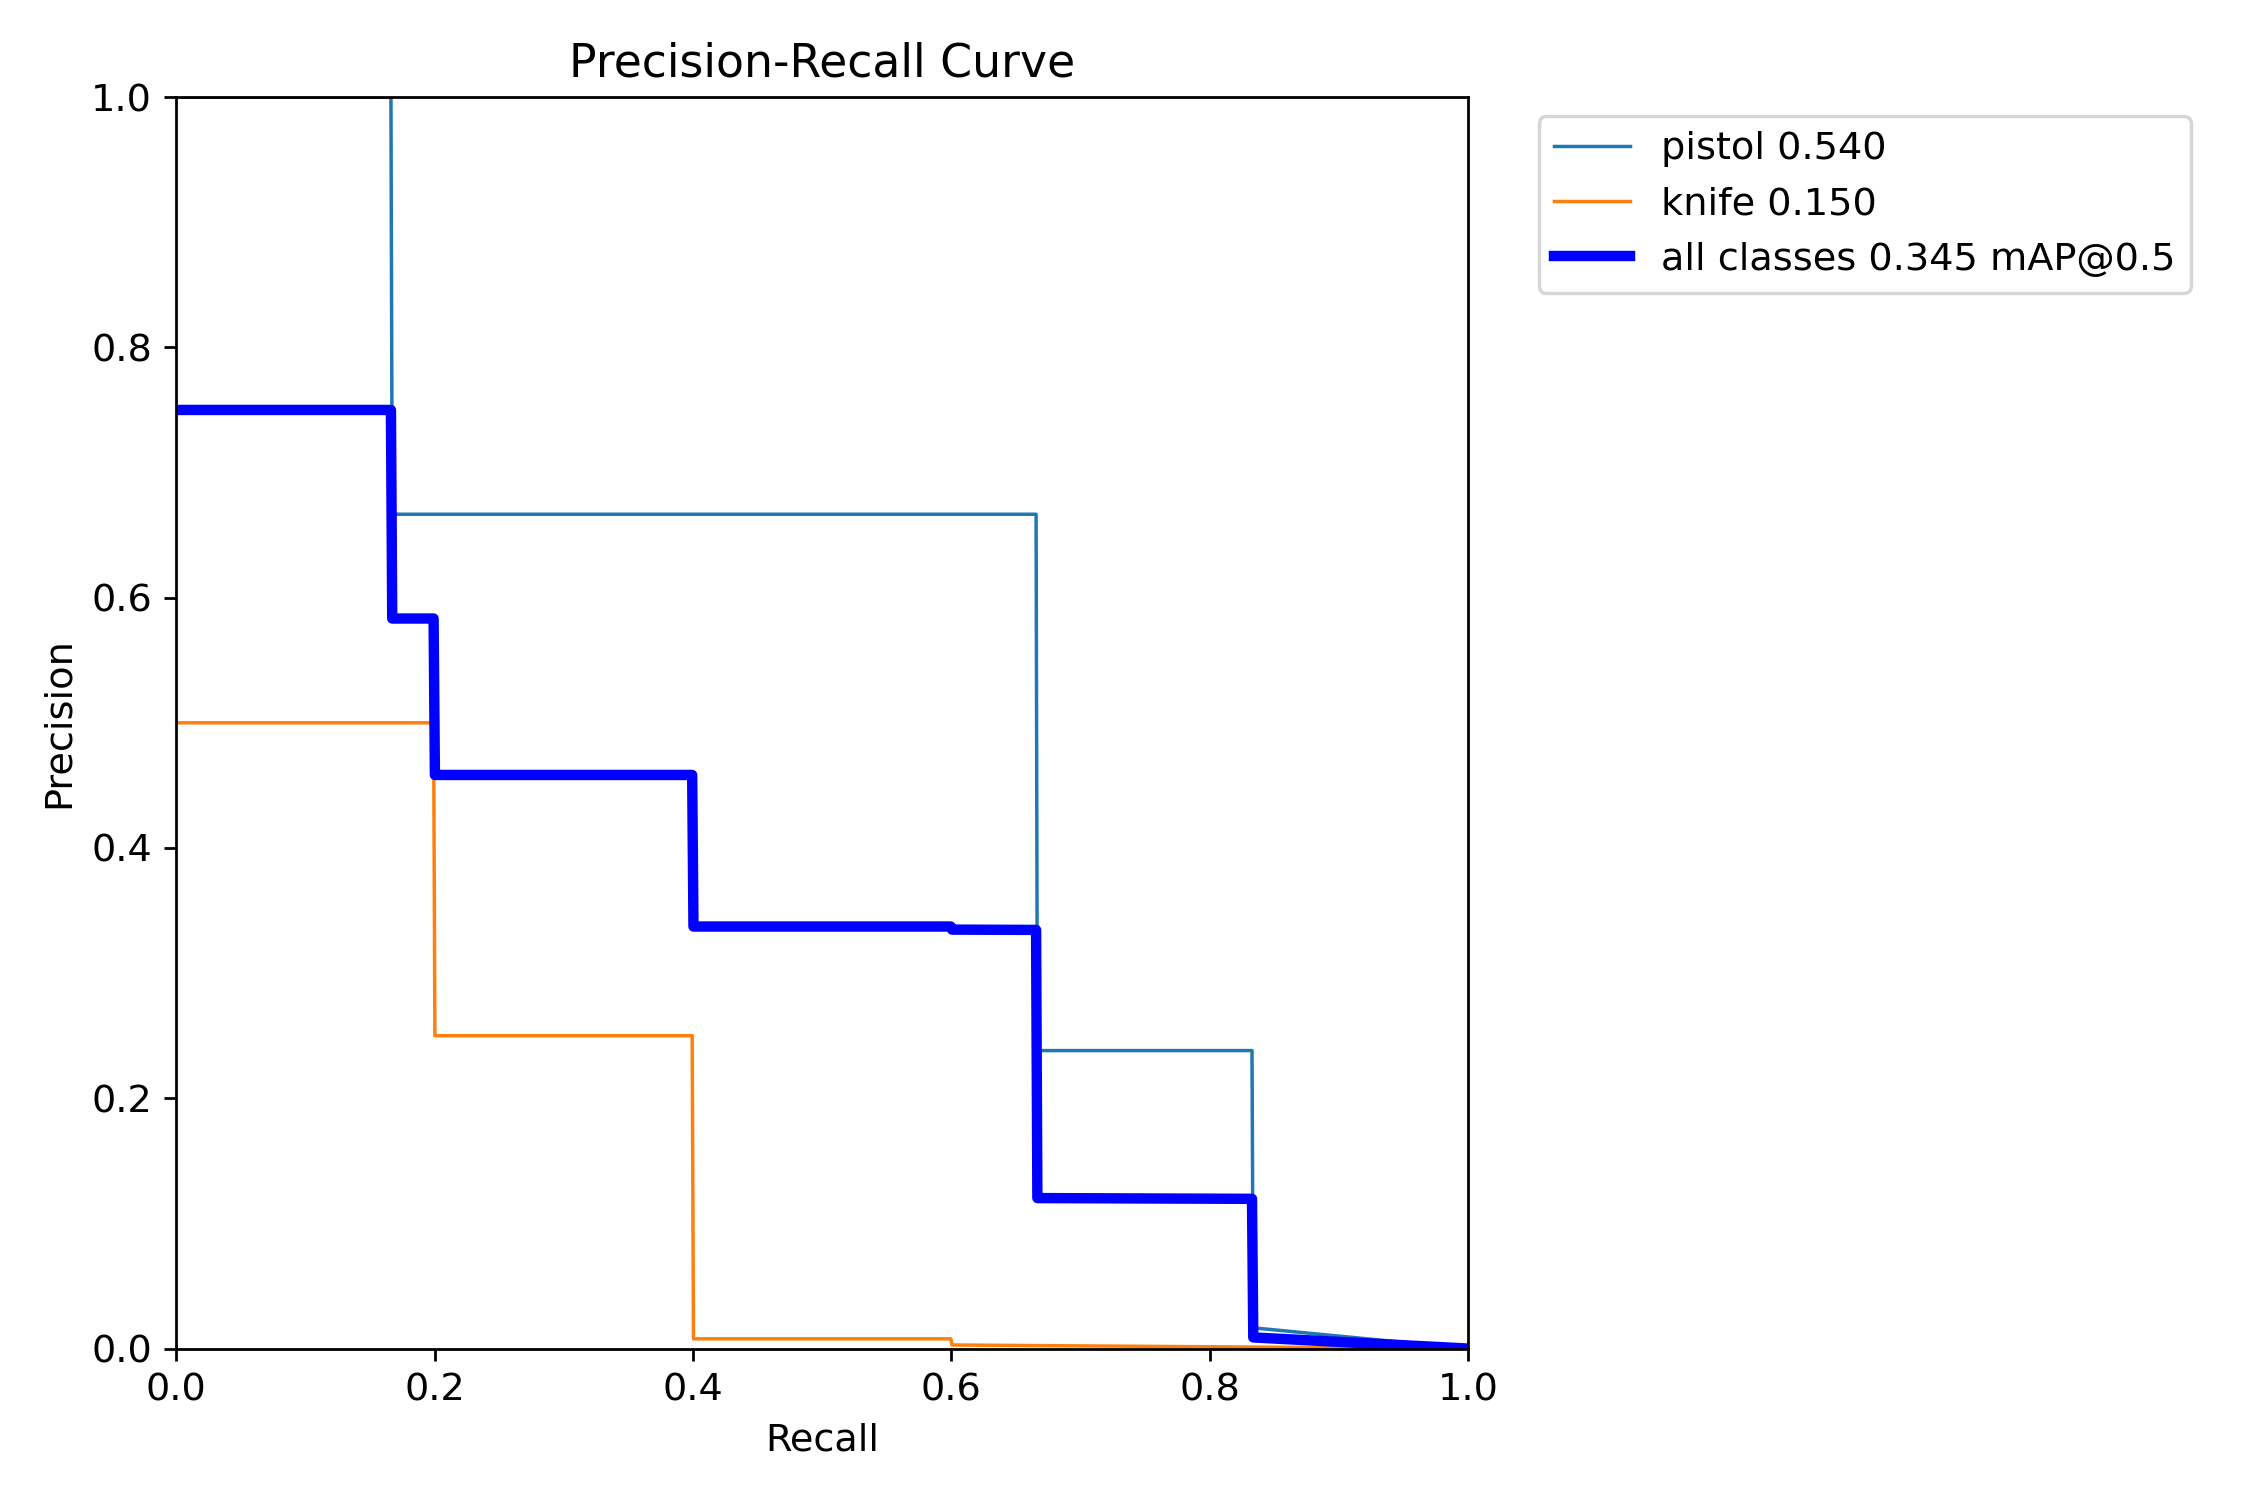 Precision-Recall Curve
1.0
0.8
0.6
0.4
0.2
0.0
Precision
0.0 0.2 0.4 0.6 0.8 1.0
Recall
pistol 0.540
knife 0.150
all classes 0.345 mAP@0.5